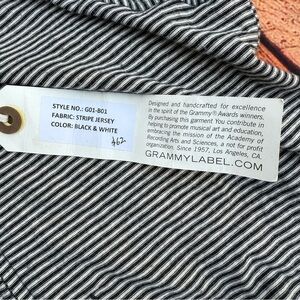 STYLE NO.: G01-B01
FABRIC: STRIPE JERSEY
COLOR: BLACK & WHITE
$62
Designed and handcrafted for excellence
in the spirit of the Grammy® Awards winners.
By purchasing this garment You contribute in
helping to promote musical art and education,
embracing the mission of the Academy of
Recording Arts and Sciences, a not for profit
organization. Since 1957, Los Angeles, CA.
GRAMMYLABEL.COM